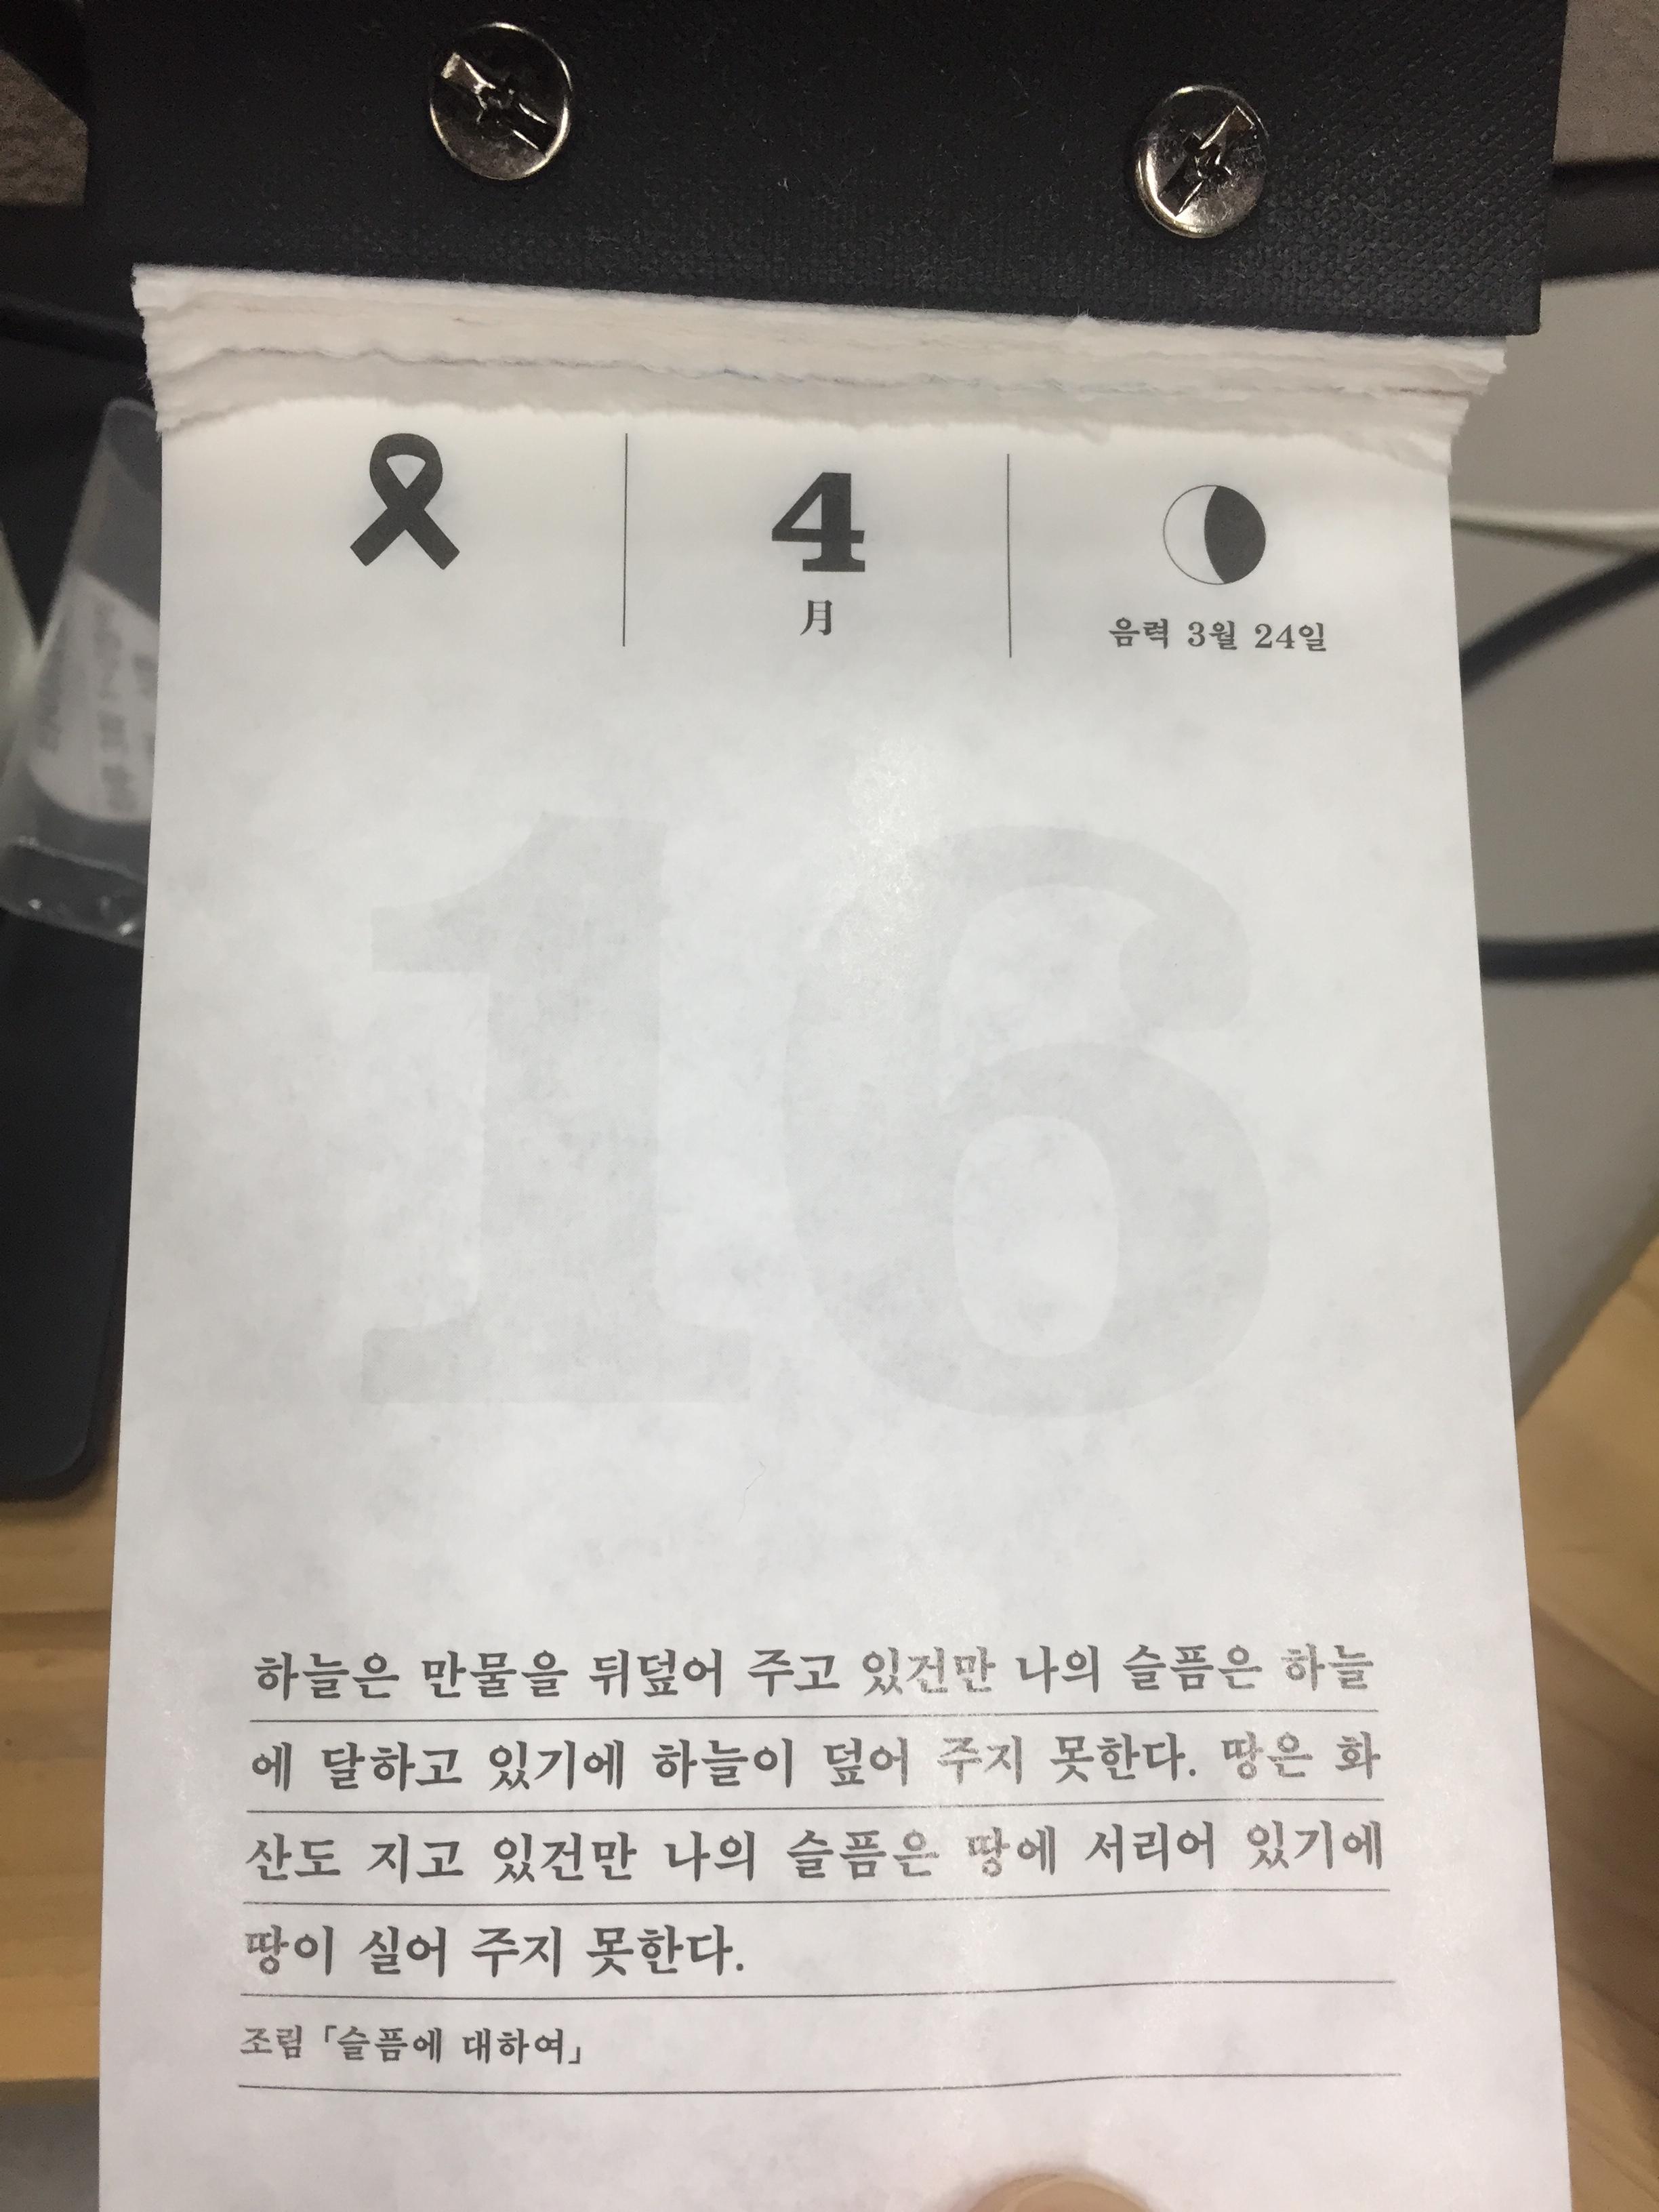 4
月
음력 3월 24일
16
하늘은 만물을 뒤덮어 주고 있건만 나의 슬픔은 하늘
에 달하고 있기에 하늘이 덮어 주지 못한다. 땅은 화
산도 지고 있건만 나의 슬픔은 땅에 서리어 있기에
땅이 실어 주지 못한다.
조림 「슬픔에 대하여」